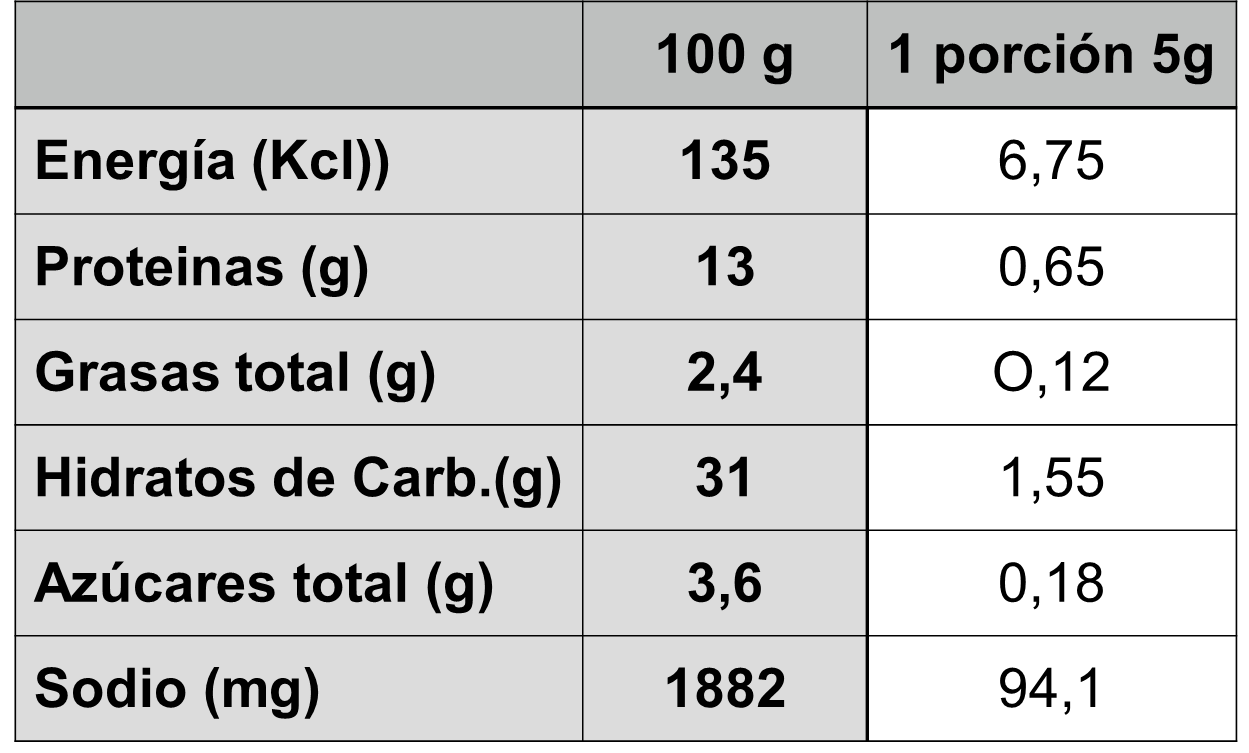 100 g 1 porción 5g
Energía (Kcl)) 135 6,75
Proteinas (g) 13 0,65
Grasas total (g) 2,4 O,12
Hidratos de Carb.(g) 31 1,55
Azúcares total (g) 3,6 0,18
Sodio (mg) 1882 94,1